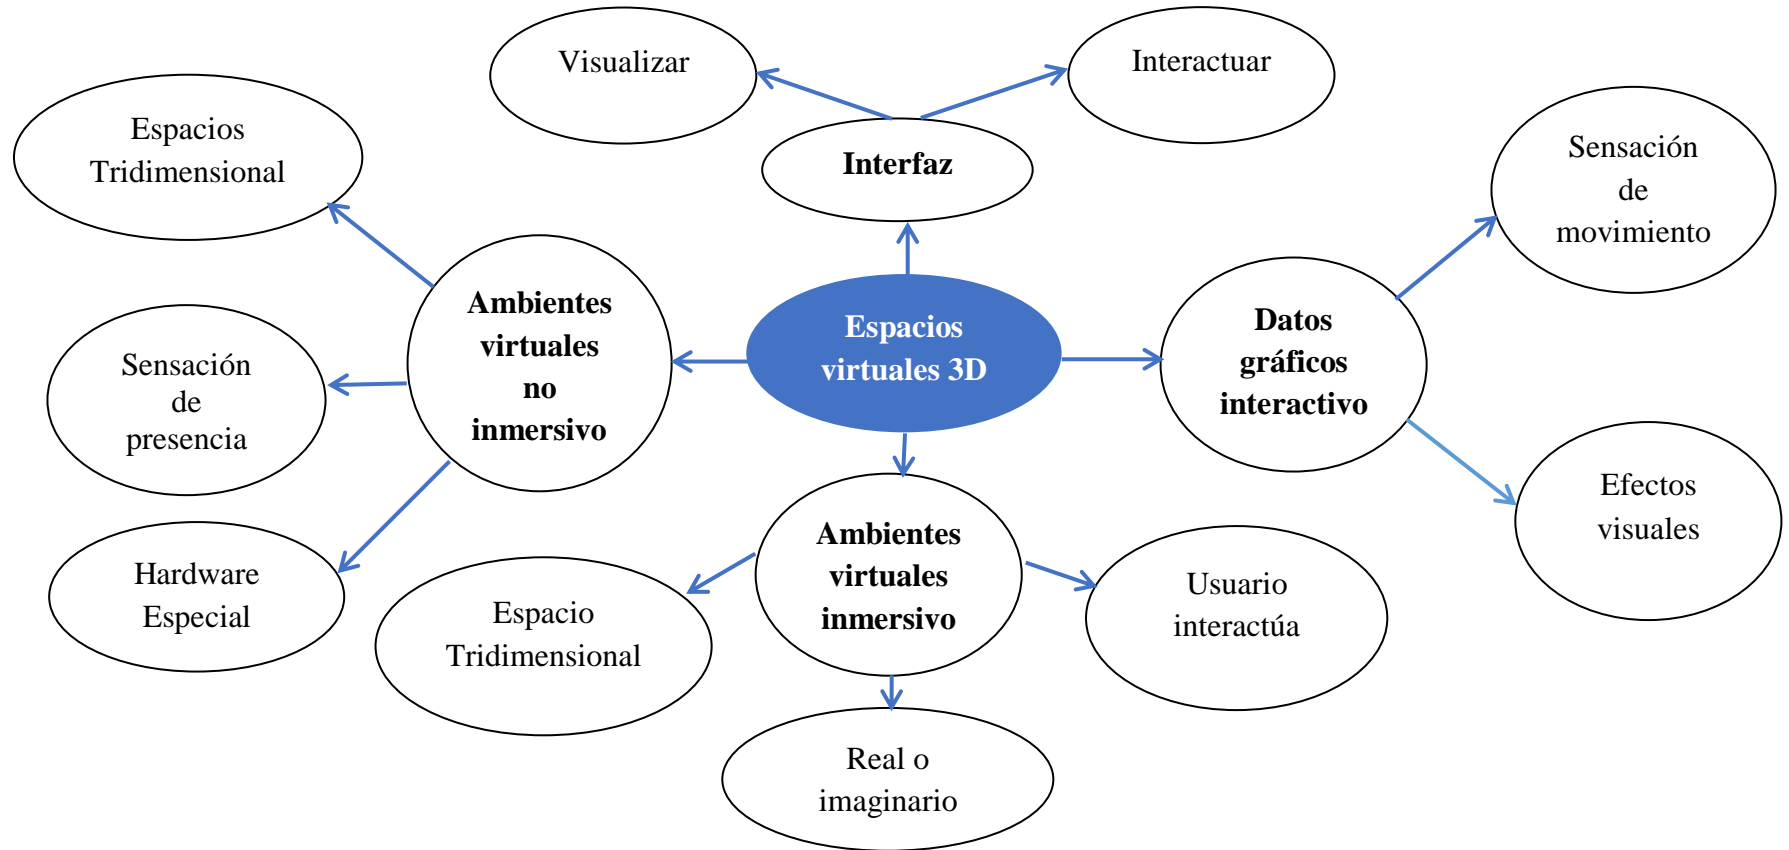 Visualizar
Interactuar
Espacios
Tridimensional
Interfaz
Sensación
de
movimiento
Ambientes
virtuales
no
inmersivo
Espacios
virtuales 3D
Datos
gráficos
interactivo
Sensación
de
presencia
Efectos
visuales
Hardware
Especial
Ambientes
virtuales
inmersivo
Espacio
Tridimensional
Usuario
interactúa
Real o
imaginario